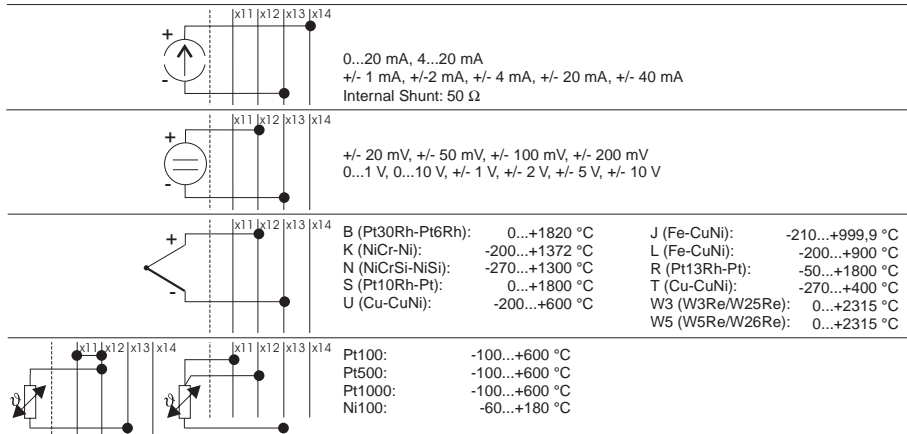 x11 x12 x13 x14
+
-
0...20 mA, 4...20 mA
+/- 1 mA, +/-2 mA, +/- 4 mA, +/- 20 mA, +/- 40 mA
Internal Shunt: 50 Ω
x11 x12 x13 x14
+
-
+/- 20 mV, +/- 50 mV, +/- 100 mV, +/- 200 mV
0...1 V, 0...10 V, +/- 1 V, +/- 2 V, +/- 5 V, +/- 10 V
x11 x12 x13 x14
+
-
B (Pt30Rh-Pt6Rh): 0...+1820 °C
K (NiCr-Ni): -200...+1372 °C
N (NiCrSi-NiSi): -270...+1300 °C
S (Pt10Rh-Pt): 0...+1800 °C
U (Cu-CuNi): -200...+600 °C
J (Fe-CuNi): -210...+999,9 °C
L (Fe-CuNi): -200...+900 °C
R (Pt13Rh-Pt): -50...+1800 °C
T (Cu-CuNi): -270...+400 °C
W3 (W3Re/W25Re): 0...+2315 °C
W5 (W5Re/W26Re): 0...+2315 °C
x11 x12 x13 x14
ϑ
x11 x12 x13 x14
ϑ
Pt100: -100...+600 °C
Pt500: -100...+600 °C
Pt1000: -100...+600 °C
Ni100: -60...+180 °C